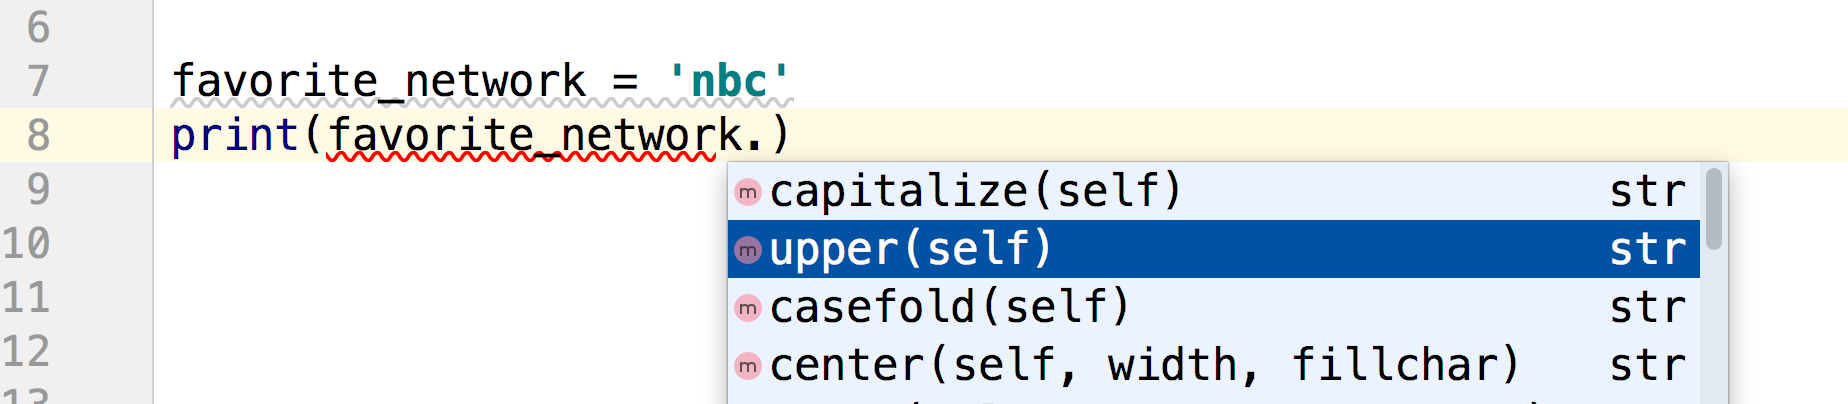 6
7 favorite_network = 'nbc'
8 print(favorite_network.)
9 m capitalize(self) str
10 m upper(self) str
11 m casefold(self) str
12 m center(self, width, fillchar) str
13